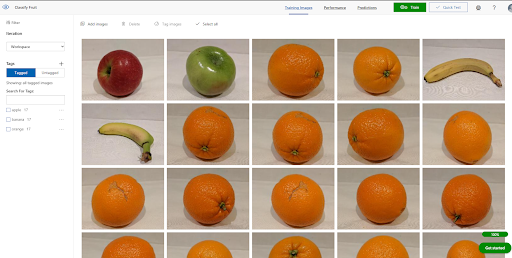 Classify Fruit
Training Images
Performance
Predictions
Train
Quick Test
Filter
Add images
Delete
Tag images
Select all
Iteration
Workspace
Tags
Tagged
Untagged
Showing: all tagged images
Search For Tags
apple 17
banana 17
orange 17
100%
Get started